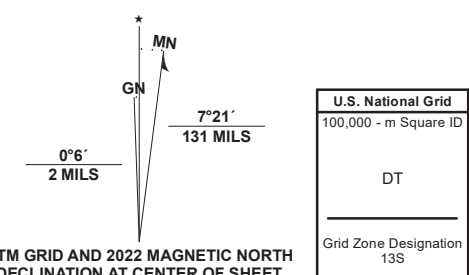 ★
MN
GN
7°21´
131 MILS
0°6´
2 MILS
TM GRID AND 2022 MAGNETIC NORTH
DECLINATION AT CENTER OF SHEET
U.S. National Grid
100,000 - m Square ID
DT
Grid Zone Designation
13S